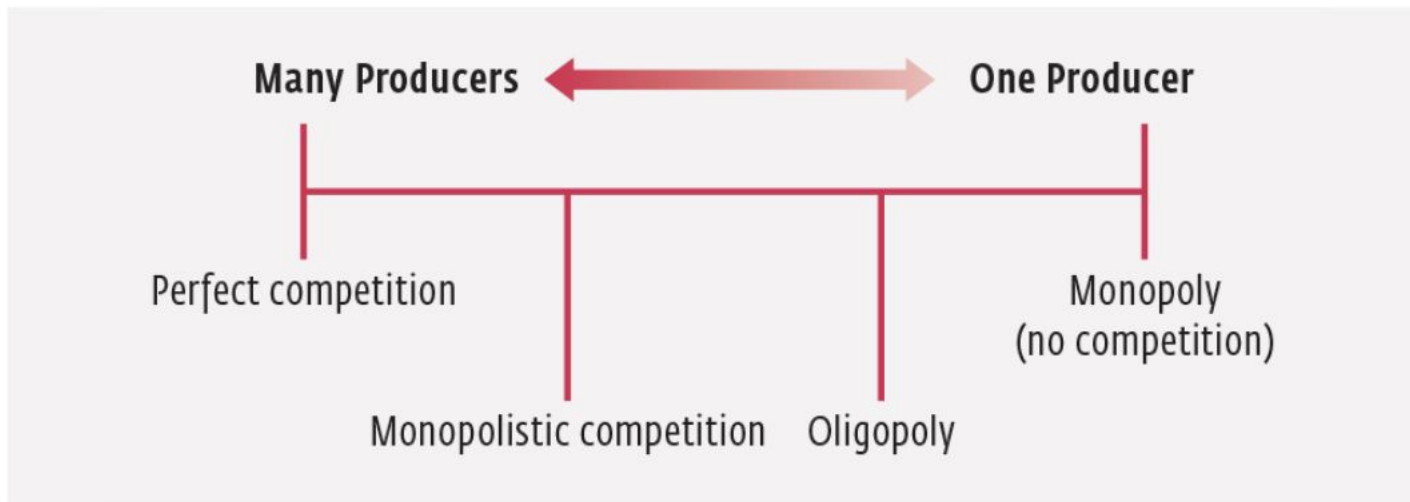 Many Producers
One Producer
Perfect competition
Monopoly
(no competition)
Monopolistic competition
Oligopoly